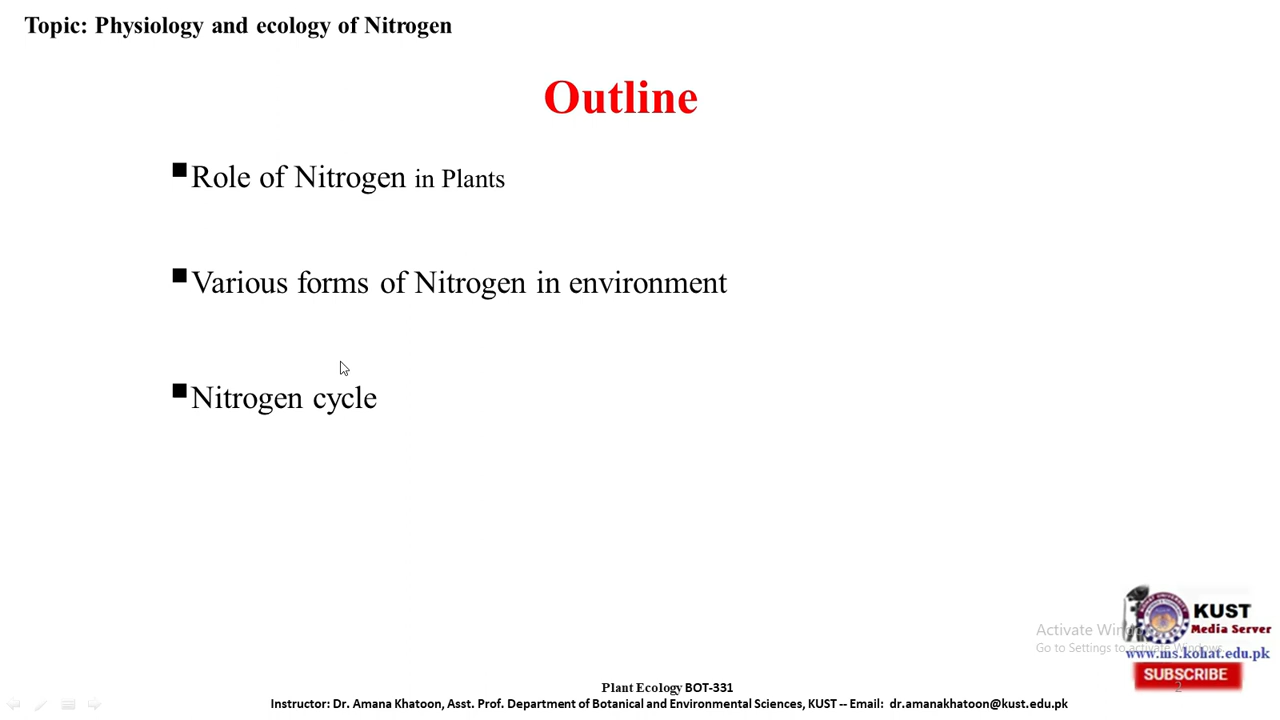 Topic: Physiology and ecology of Nitrogen
Outline
Role of Nitrogen in Plants
Various forms of Nitrogen in environment
Nitrogen cycle
KUST
Media Server
Go to Settings to activate Windows.
www.ms.kohat.edu.pk
SUBSCRIBE
2
Plant Ecology BOT-331
Instructor: Dr. Amana Khatoon, Asst. Prof. Department of Botanical and Environmental Sciences, KUST -- Email: dr.amanakhatoon@kust.edu.pk